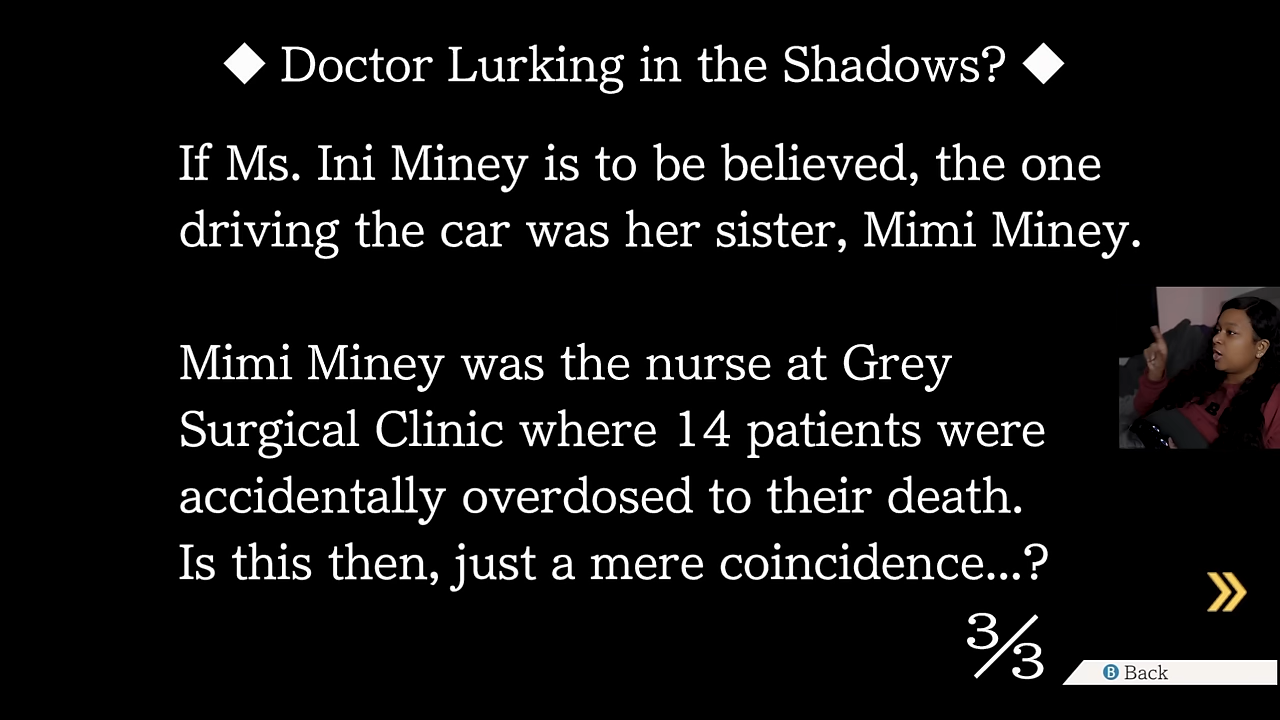 ◆ Doctor Lurking in the Shadows? ◆
If Ms. Ini Miney is to be believed, the one
driving the car was her sister, Mimi Miney.
Mimi Miney was the nurse at Grey
Surgical Clinic where 14 patients were
accidentally overdosed to their death.
Is this then, just a mere coincidence...?
3/3
B Back